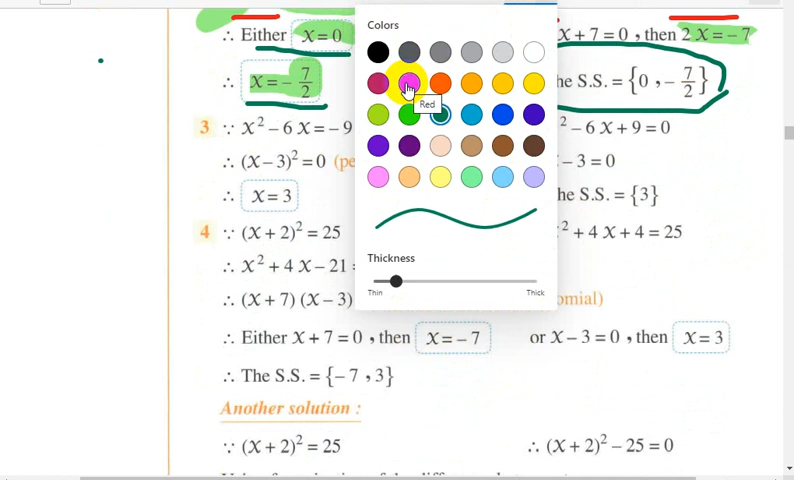 ∴ Either x = 0
x + 7 = 0 , then 2 x = – 7
∴ x = – 7/2
he S.S. = {0 , – 7/2}
3 ∵ x² – 6 x = – 9
² – 6 x + 9 = 0
∴ (x – 3)² = 0 (pe
– 3 = 0
∴ x = 3
he S.S. = {3}
4 ∵ (x + 2)² = 25
² + 4 x + 4 = 25
∴ x² + 4 x – 21
∴ (x + 7) (x – 3)
omial)
∴ Either x + 7 = 0 , then x = – 7 or x – 3 = 0 , then x = 3
∴ The S.S. = {– 7 , 3}
Another solution :
∵ (x + 2)² = 25 ∴ (x + 2)² – 25 = 0
Colors
Red
Thickness
Thin Thick